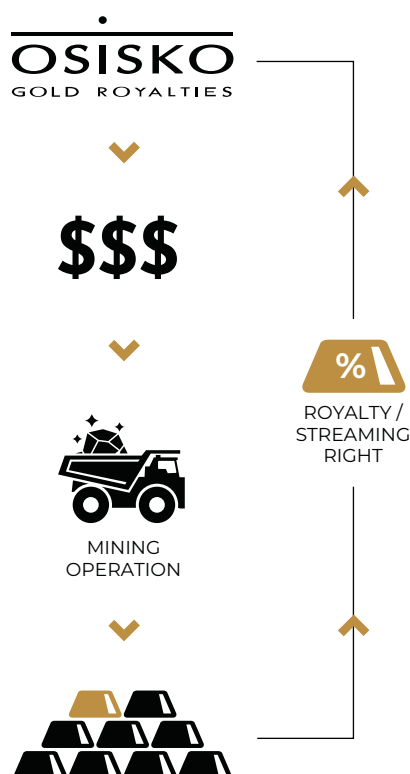 OSISKO
GOLD ROYALTIES
$$$
%
ROYALTY /
STREAMING
RIGHT
MINING
OPERATION